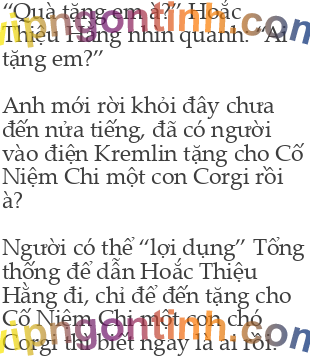 “Quà tặng em à?” Hoắc
Thiệu Hằng nhìn quanh. “Ai
tặng em?”
Anh mới rời khỏi đây chưa
đến nửa tiếng, đã có người
vào điện Kremlin tặng cho Cố
Niệm Chi một con Corgi rồi
à?
Người có thể “lợi dụng” Tổng
thống để dẫn Hoắc Thiệu
Hằng đi, chỉ để đến tặng cho
Cố Niệm Chi một con chó
Corgi thì biết ngay là ai rồi.
vipngontinh.com
vipngontinh.com